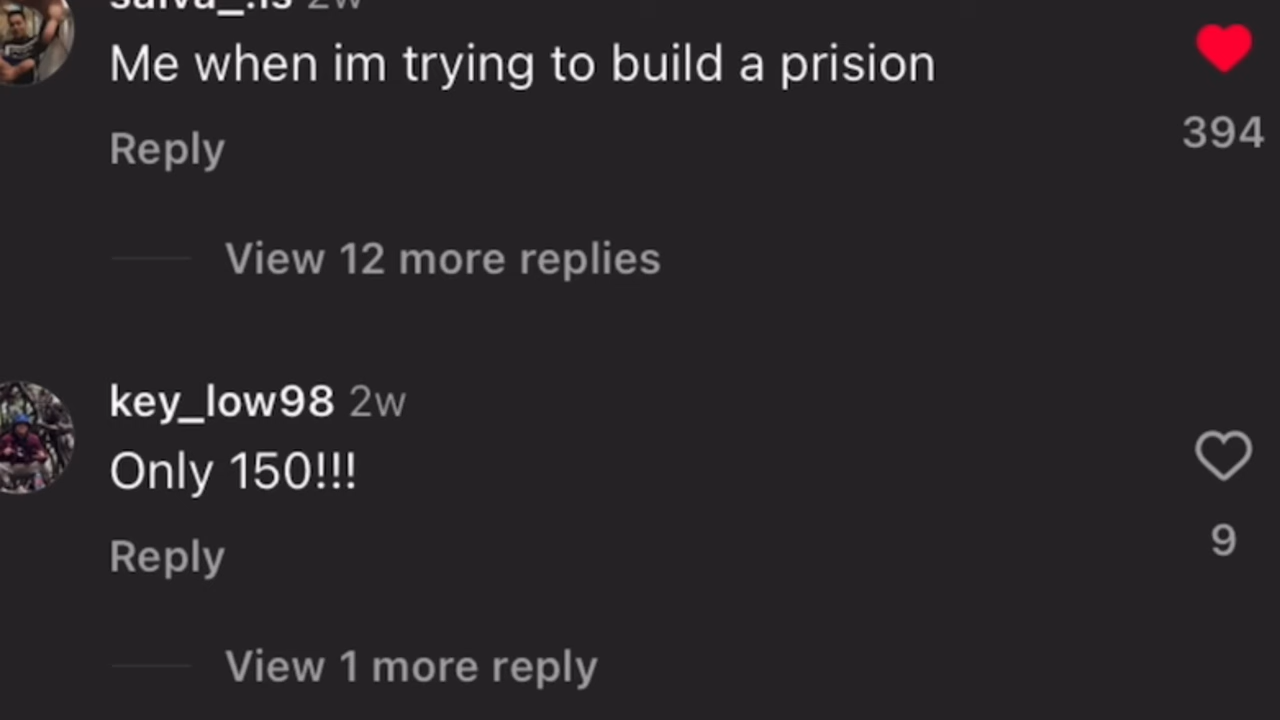 2w
Me when im trying to build a prision
394
Reply
View 12 more replies
key_low98 2w
Only 150!!!
9
Reply
View 1 more reply